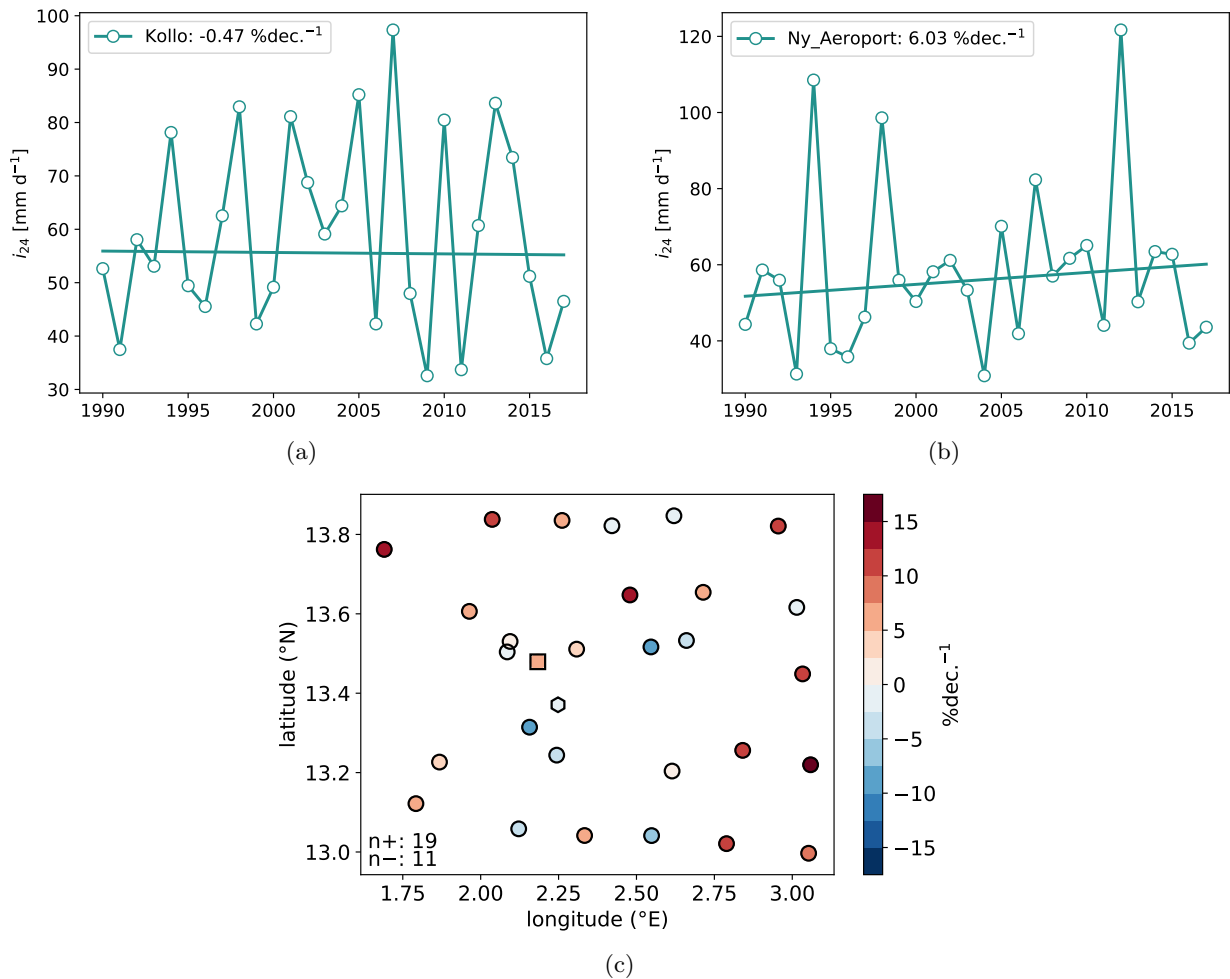 Kollo: -0.47 %dec.⁻¹
i₂₄ [mm d⁻¹]
100
90
80
70
60
50
40
30
1990 1995 2000 2005 2010 2015
(a)
Ny_Aeroport: 6.03 %dec.⁻¹
i₂₄ [mm d⁻¹]
120
100
80
60
40
1990 1995 2000 2005 2010 2015
(b)
latitude (°N)
13.8
13.6
13.4
13.2
13.0
n+: 19
n−: 11
1.75 2.00 2.25 2.50 2.75 3.00
longitude (°E)
15
10
5
0
−5
−10
−15
%dec.⁻¹
(c)